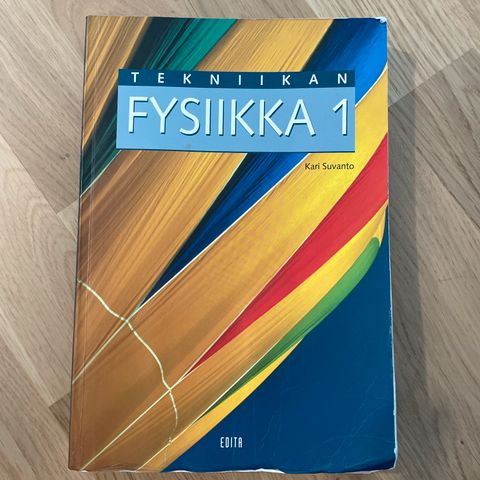 TEKNIIKAN
FYSIIKKA 1
Kari Suvanto
EDITA